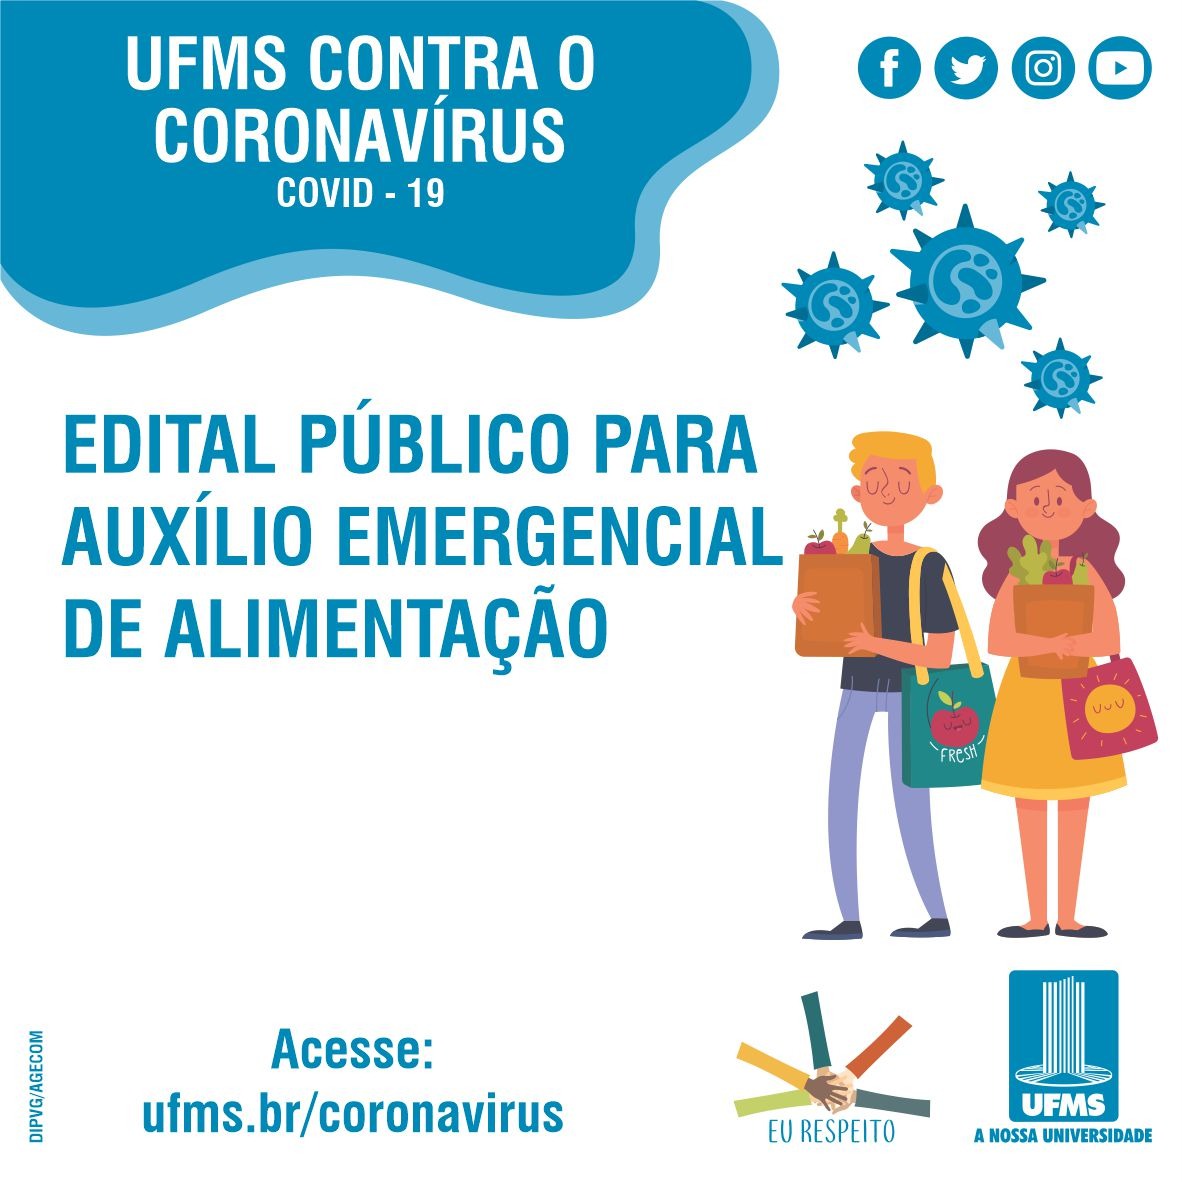 UFMS CONTRA O
CORONAVÍRUS
COVID - 19
EDITAL PÚBLICO PARA
AUXÍLIO EMERGENCIAL
DE ALIMENTAÇÃO
FRESH
Acesse:
ufms.br/coronavirus
DIPVG/AGECOM
EU RESPEITO
UFMS
A NOSSA UNIVERSIDADE